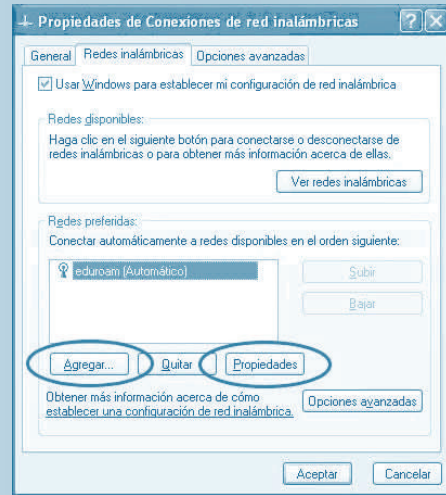 Propiedades de Conexiones de red inalámbricas
General Redes inalámbricas Opciones avanzadas
Usar Windows para establecer mi configuración de red inalámbrica
Redes disponibles:
Haga clic en el siguiente botón para conectarse o desconectarse de
redes inalámbricas o para obtener más información acerca de ellas.
Ver redes inalámbricas
Redes preferidas:
Conectar automáticamente a redes disponibles en el orden siguiente:
eduroam (Automático)
Subir
Bajar
Agregar... Quitar Propiedades
Obtener más información acerca de cómo
establecer una configuración de red inalámbrica.
Opciones avanzadas
Aceptar Cancelar